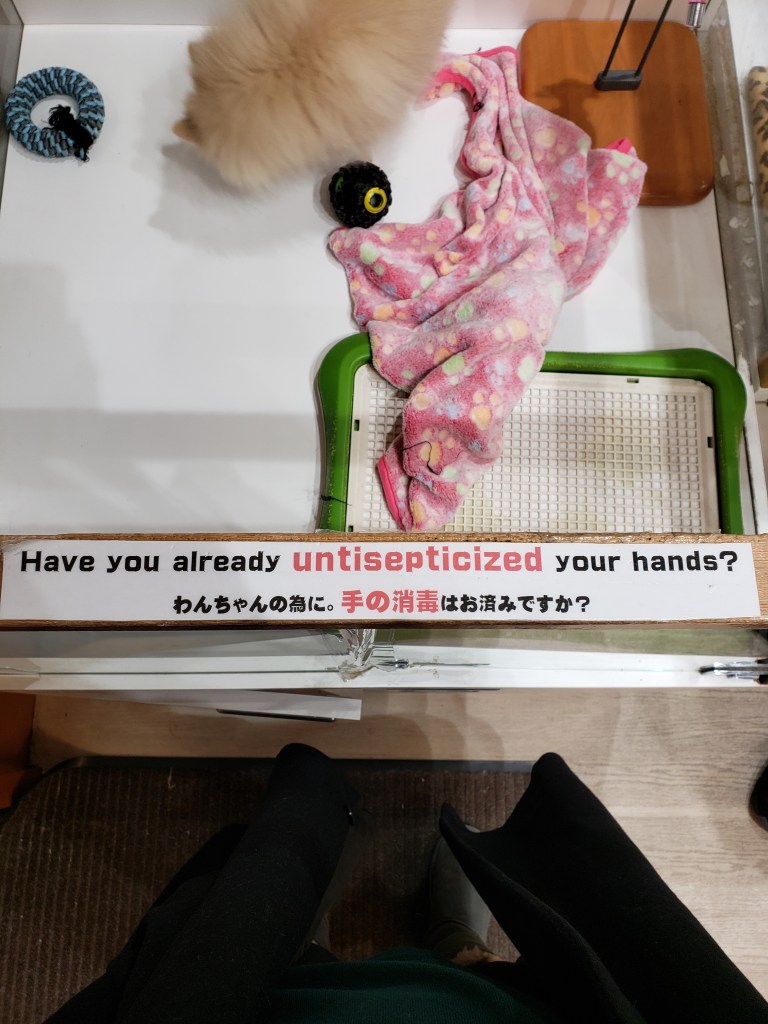 Have you already untisepticized your hands?
わんちゃんの為に。手の消毒はお済みですか？